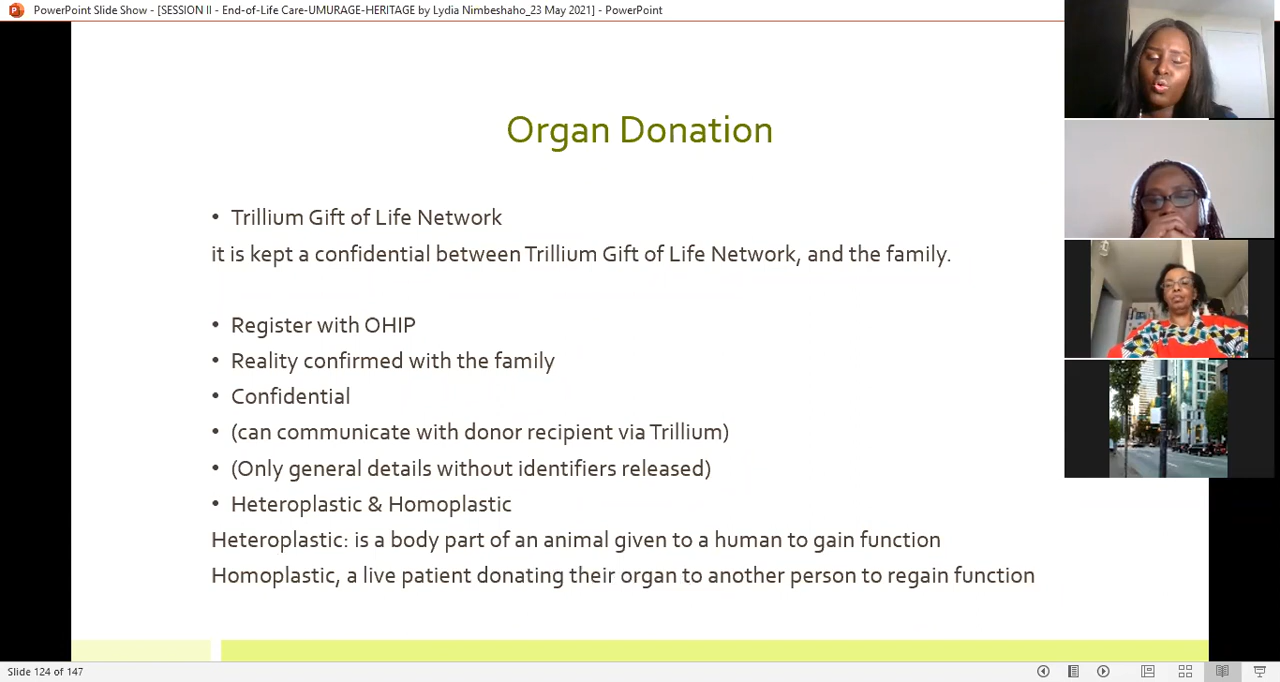 PowerPoint Slide Show - [SESSION II - End-of-Life Care-UMURAGE-HERITAGE by Lydia Nimbeshaho_23 May 2021] - PowerPoint
Organ Donation
• Trillium Gift of Life Network
it is kept a confidential between Trillium Gift of Life Network, and the family.
• Register with OHIP
• Reality confirmed with the family
• Confidential
• (can communicate with donor recipient via Trillium)
• (Only general details without identifiers released)
• Heteroplastic & Homoplastic
Heteroplastic: is a body part of an animal given to a human to gain function
Homoplastic, a live patient donating their organ to another person to regain function
Slide 124 of 147